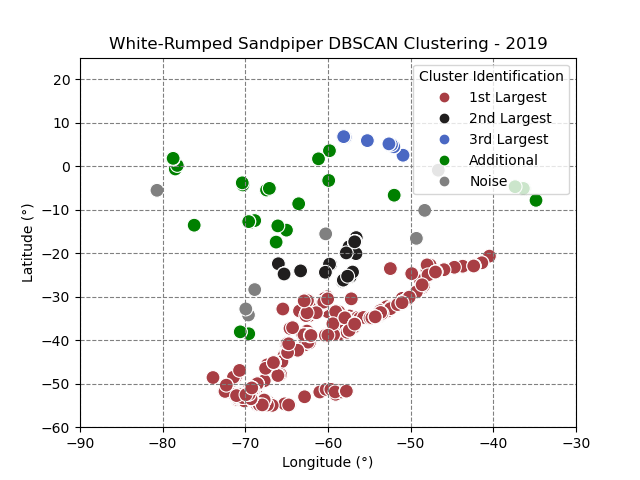 White-Rumped Sandpiper DBSCAN Clustering - 2019
Cluster Identification
1st Largest
2nd Largest
3rd Largest
Additional
Noise
20
10
0
−10
−20
−30
−40
−50
−60
Latitude (°)
−90 −80 −70 −60 −50 −40 −30
Longitude (°)